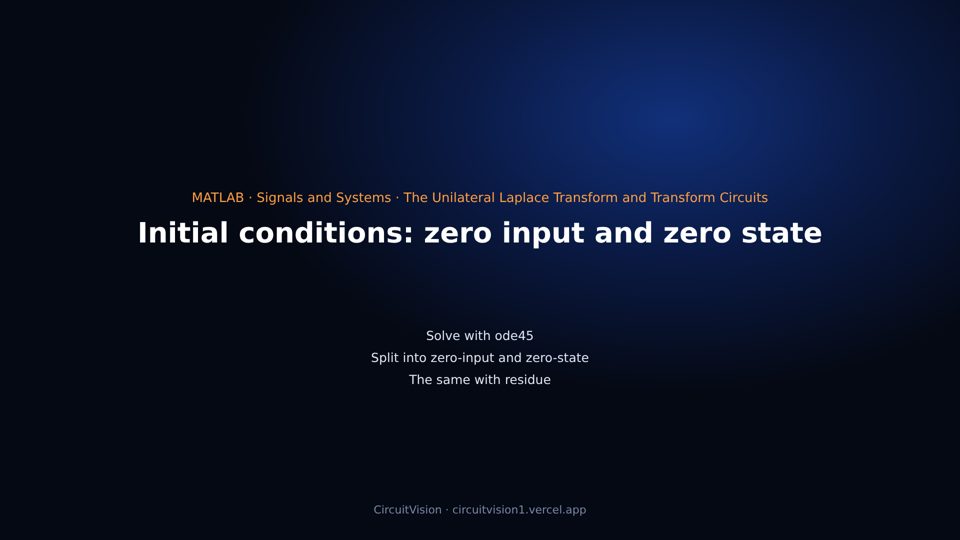 MATLAB · Signals and Systems · The Unilateral Laplace Transform and Transform Circuits
Initial conditions: zero input and zero state
Solve with ode45
Split into zero-input and zero-state
The same with residue
CircuitVision · circuitvision1.vercel.app